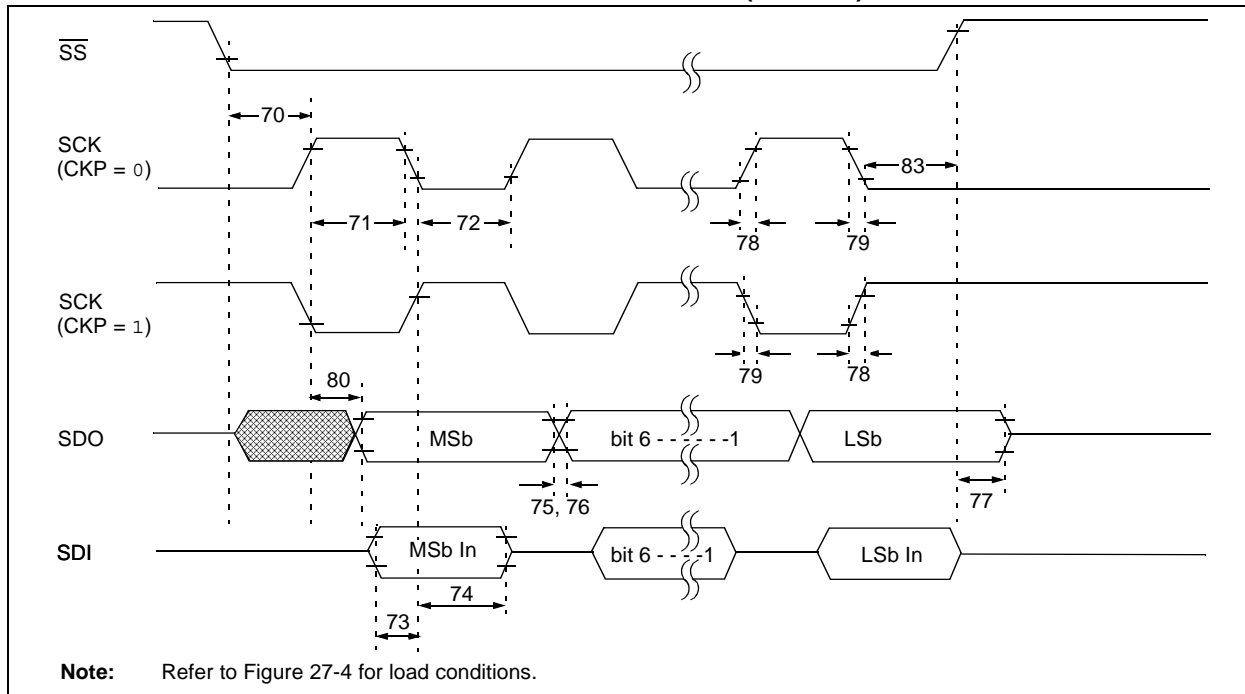 SS
70
SCK
(CKP = 0)
83
71
72
78
79
SCK
(CKP = 1)
79
78
80
SDO
MSb
bit 6 - - - - - -1
LSb
75, 76
77
SDI
MSb In
bit 6 - - - -1
LSb In
74
73
Note: Refer to Figure 27-4 for load conditions.